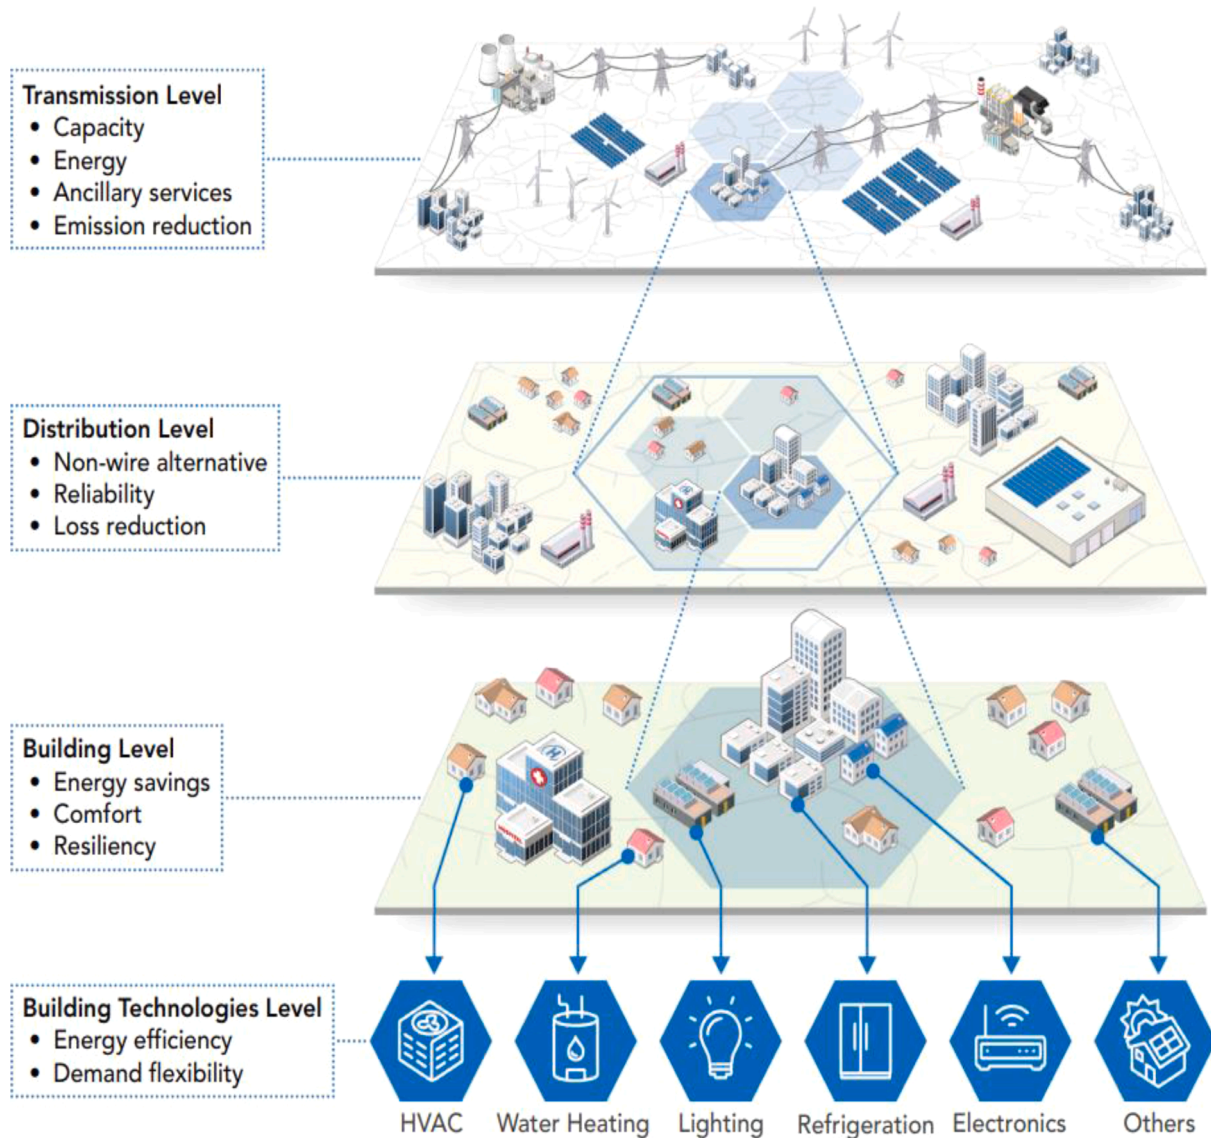 Transmission Level
• Capacity
• Energy
• Ancillary services
• Emission reduction
Distribution Level
• Non-wire alternative
• Reliability
• Loss reduction
Building Level
• Energy savings
• Comfort
• Resiliency
H
HOSPITAL
Building Technologies Level
• Energy efficiency
• Demand flexibility
HVAC
Water Heating
Lighting
Refrigeration
Electronics
Others